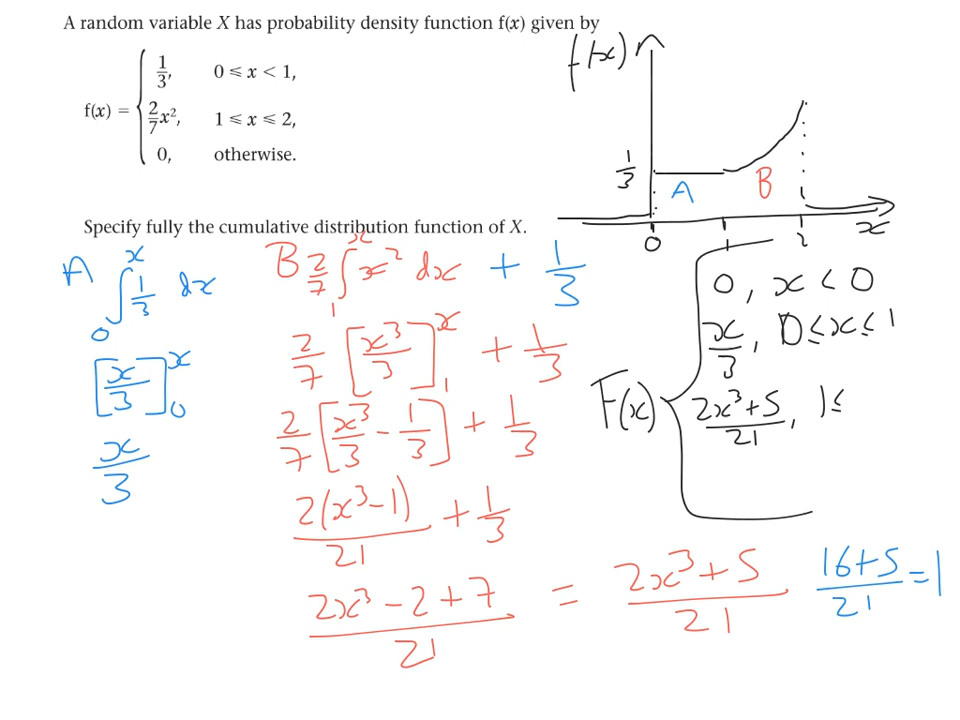 A random variable X has probability density function f(x) given by
f(x) = { 1/3, 0 ⩽ x < 1,
2/7 x², 1 ⩽ x ⩽ 2,
0, otherwise.
Specify fully the cumulative distribution function of X.
f(x)
1/3
A B
0 1 2 x
A ∫₀ˣ 1/3 dx
[x/3]₀ˣ
x/3
B 2/7 ∫₁ˣ x² dx + 1/3
2/7 [x³/3]₁ˣ + 1/3
2/7 [x³/3 - 1/3] + 1/3
2(x³-1)/21 + 1/3
2x³ - 2 + 7/21 = 2x³ + 5/21
16+5/21 = 1
F(x) { 0, x < 0
x/3, 0 ≤ x ≤ 1
2x³+5/21, 1 ≤